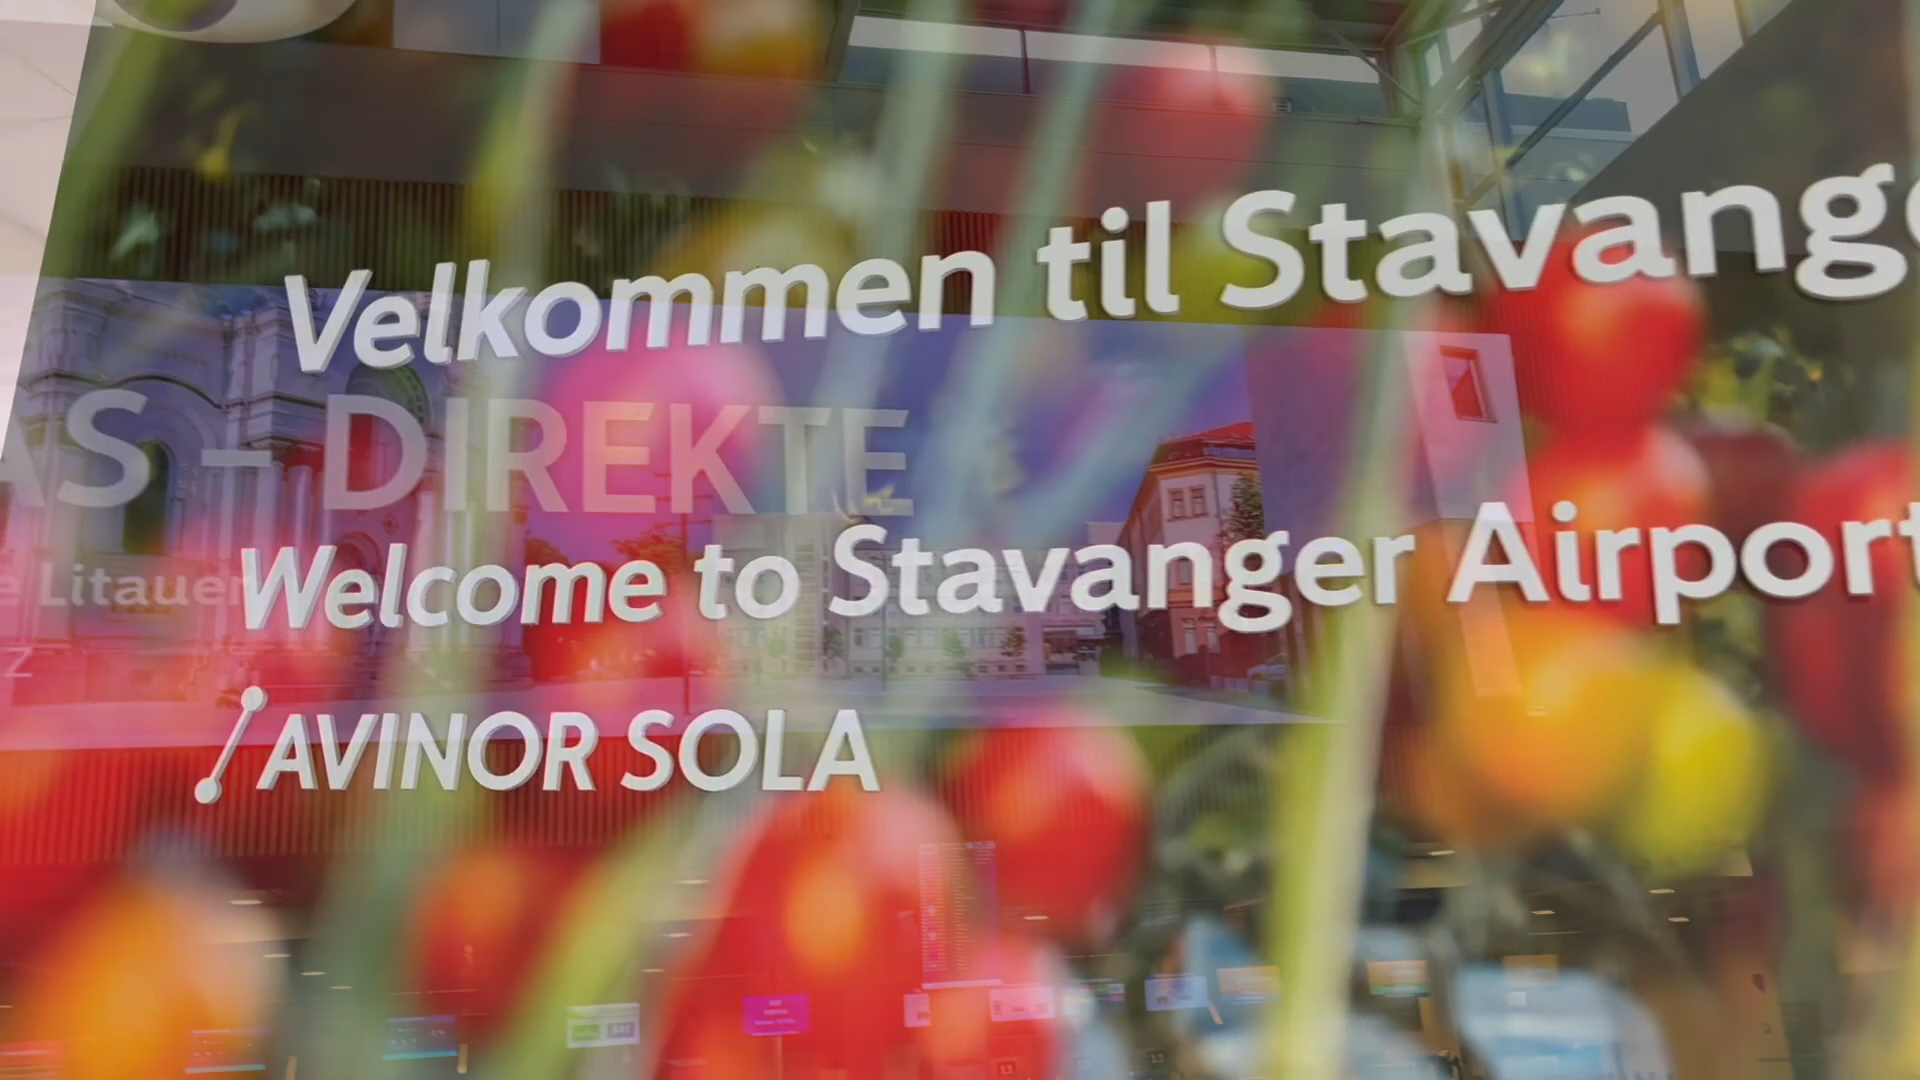 Velkommen til Stavange
AS – DIREKTE
Welcome to Stavanger Airport
e Litauen
AVINOR SOLA